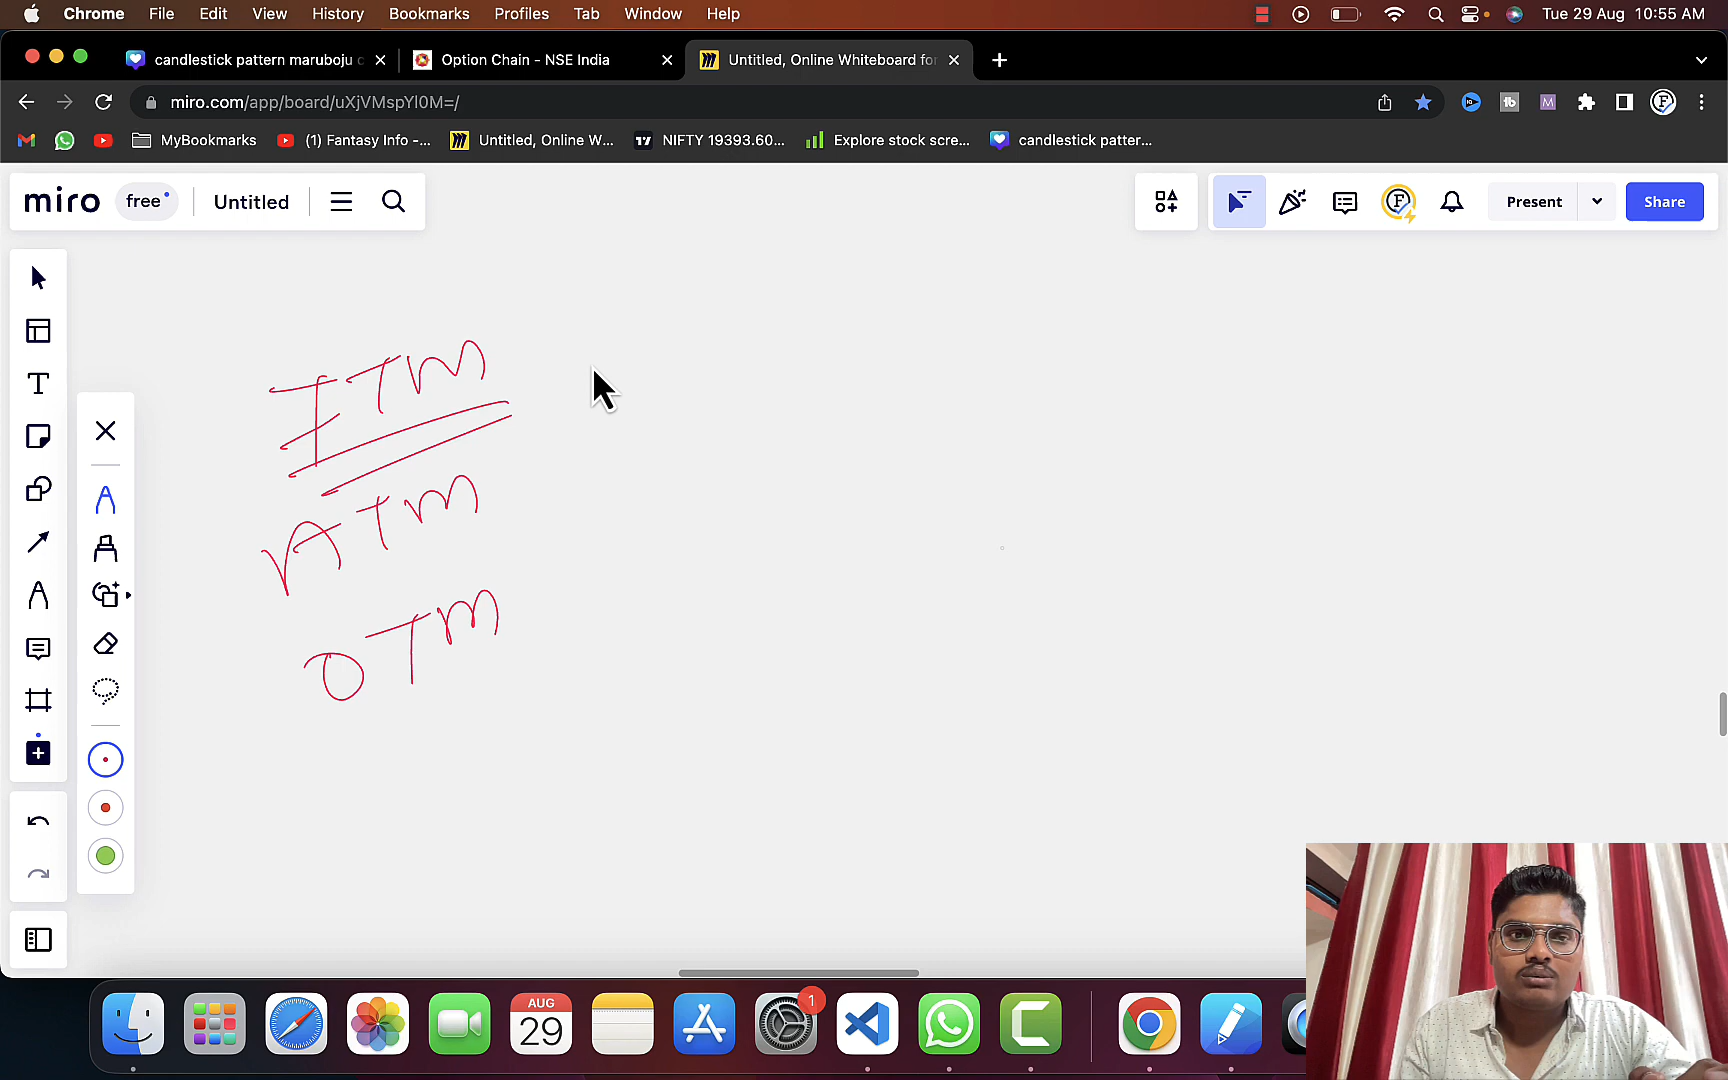 Chrome File Edit View History Bookmarks Profiles Tab Window Help Tue 29 Aug 10:55 AM
candlestick pattern maruboju Option Chain - NSE India Untitled, Online Whiteboard for
miro.com/app/board/uXjVMspYl0M=/
MyBookmarks (1) Fantasy Info -... Untitled, Online W... NIFTY 19393.60... Explore stock scre... candlestick patter...
miro free Untitled Present Share
ITM
ATM
OTM
AUG
29
1